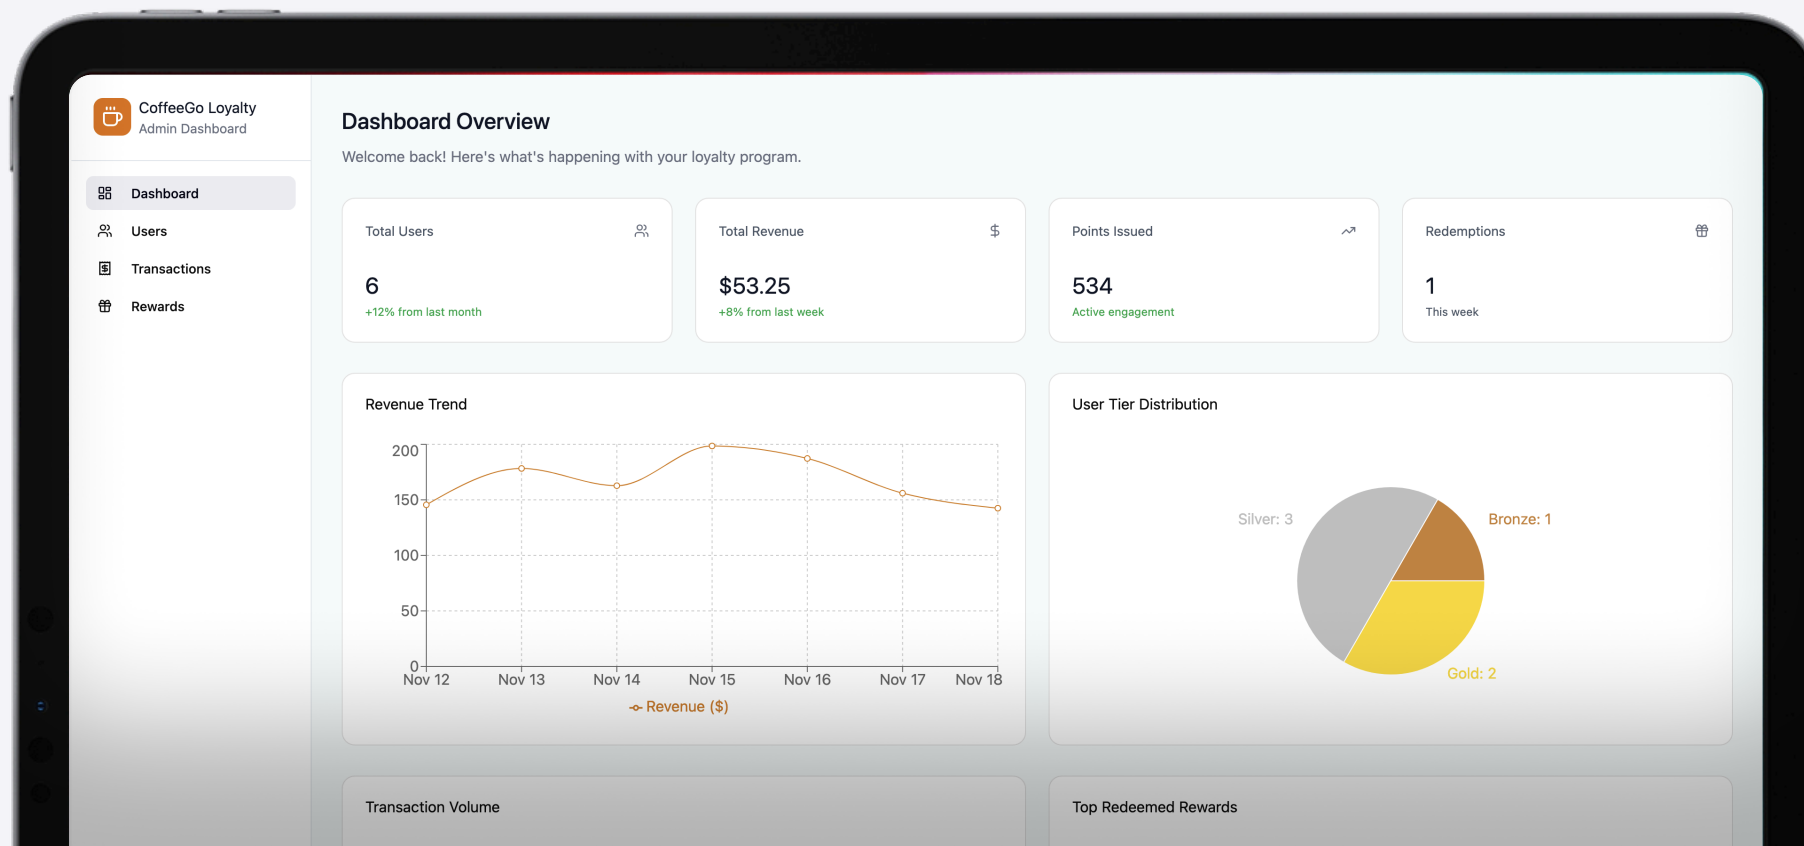 CoffeeGo Loyalty
Admin Dashboard
Dashboard
Users
Transactions
Rewards
Dashboard Overview
Welcome back! Here's what's happening with your loyalty program.
Total Users
6
+12% from last month
Total Revenue
$53.25
+8% from last week
Points Issued
534
Active engagement
Redemptions
1
This week
Revenue Trend
200
150
100
50
0
Nov 12 Nov 13 Nov 14 Nov 15 Nov 16 Nov 17 Nov 18
Revenue ($)
User Tier Distribution
Silver: 3
Bronze: 1
Gold: 2
Transaction Volume
Top Redeemed Rewards